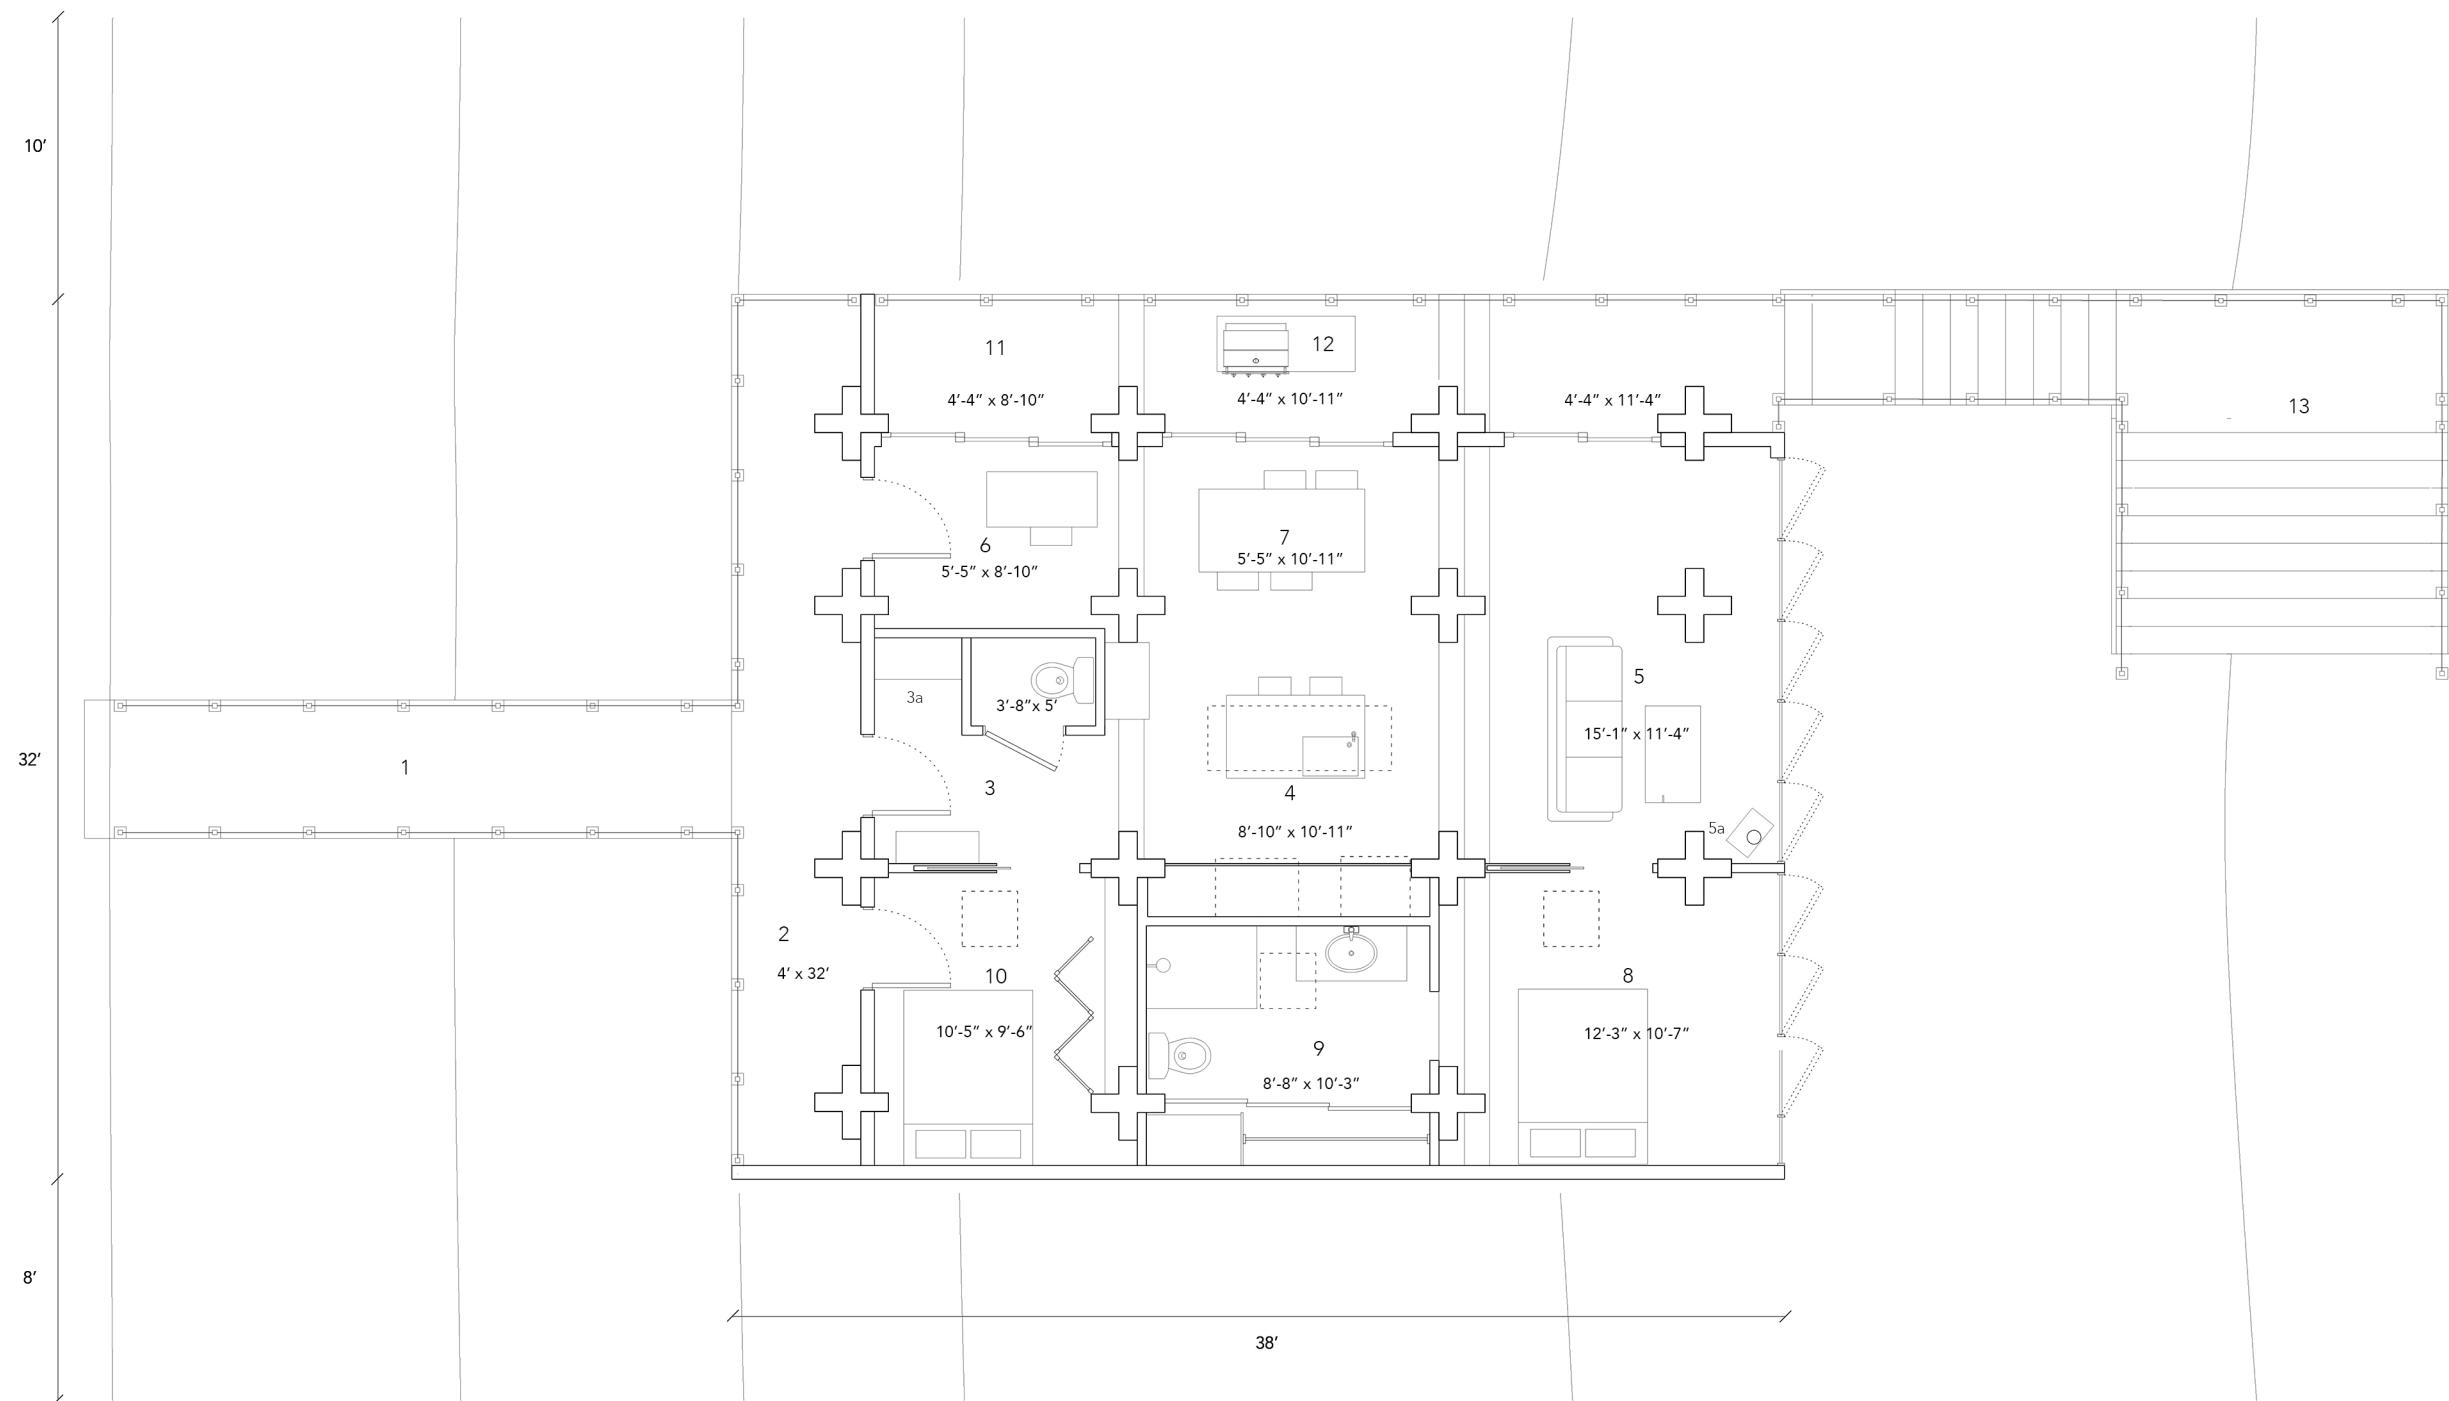 10’
11
12
4’-4” x 8’-10”
4’-4” x 10’-11”
4’-4” x 11’-4”
13
7
6
5’-5” x 10’-11”
5’-5” x 8’-10”
5
3a
3’-8”x 5’
15’-1” x 11’-4”
32’
1
3
4
5a
8’-10” x 10’-11”
2
4’ x 32’
10
8
10’-5” x 9’-6”
12’-3” x 10’-7”
9
8’-8” x 10’-3”
8’
38’